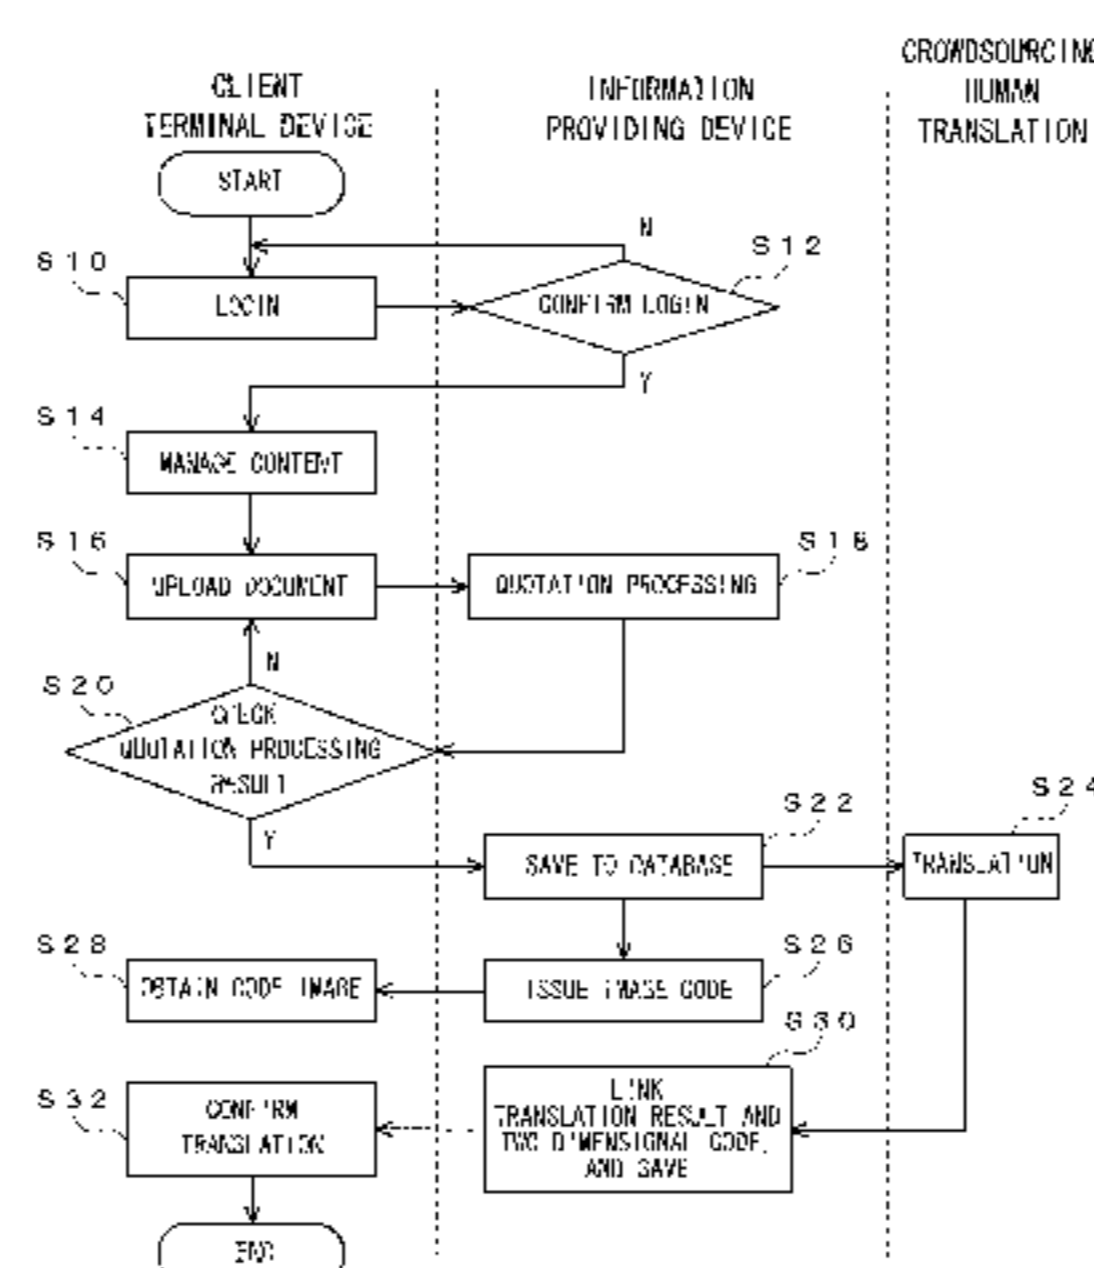 CLIENT
TERMINAL DEVICE
INFORMATION
PROVIDING DEVICE
CROWDSOURCING
HUMAN
TRANSLATION
START
N
S12
S10
LOGIN
CONFIRM LOGIN
Y
S14
MANAGE CONTENT
S16
S18
UPLOAD DOCUMENT
QUOTATION PROCESSING
N
S20
CHECK
QUOTATION PROCESSING
RESULT
Y
S22
S24
SAVE TO DATABASE
TRANSLATION
S28
S26
OBTAIN CODE IMAGE
ISSUE IMAGE CODE
S30
S32
CONFIRM
TRANSLATION
LINK
TRANSLATION RESULT AND
TWO DIMENSIGNAL CODE,
AND SAVE
END